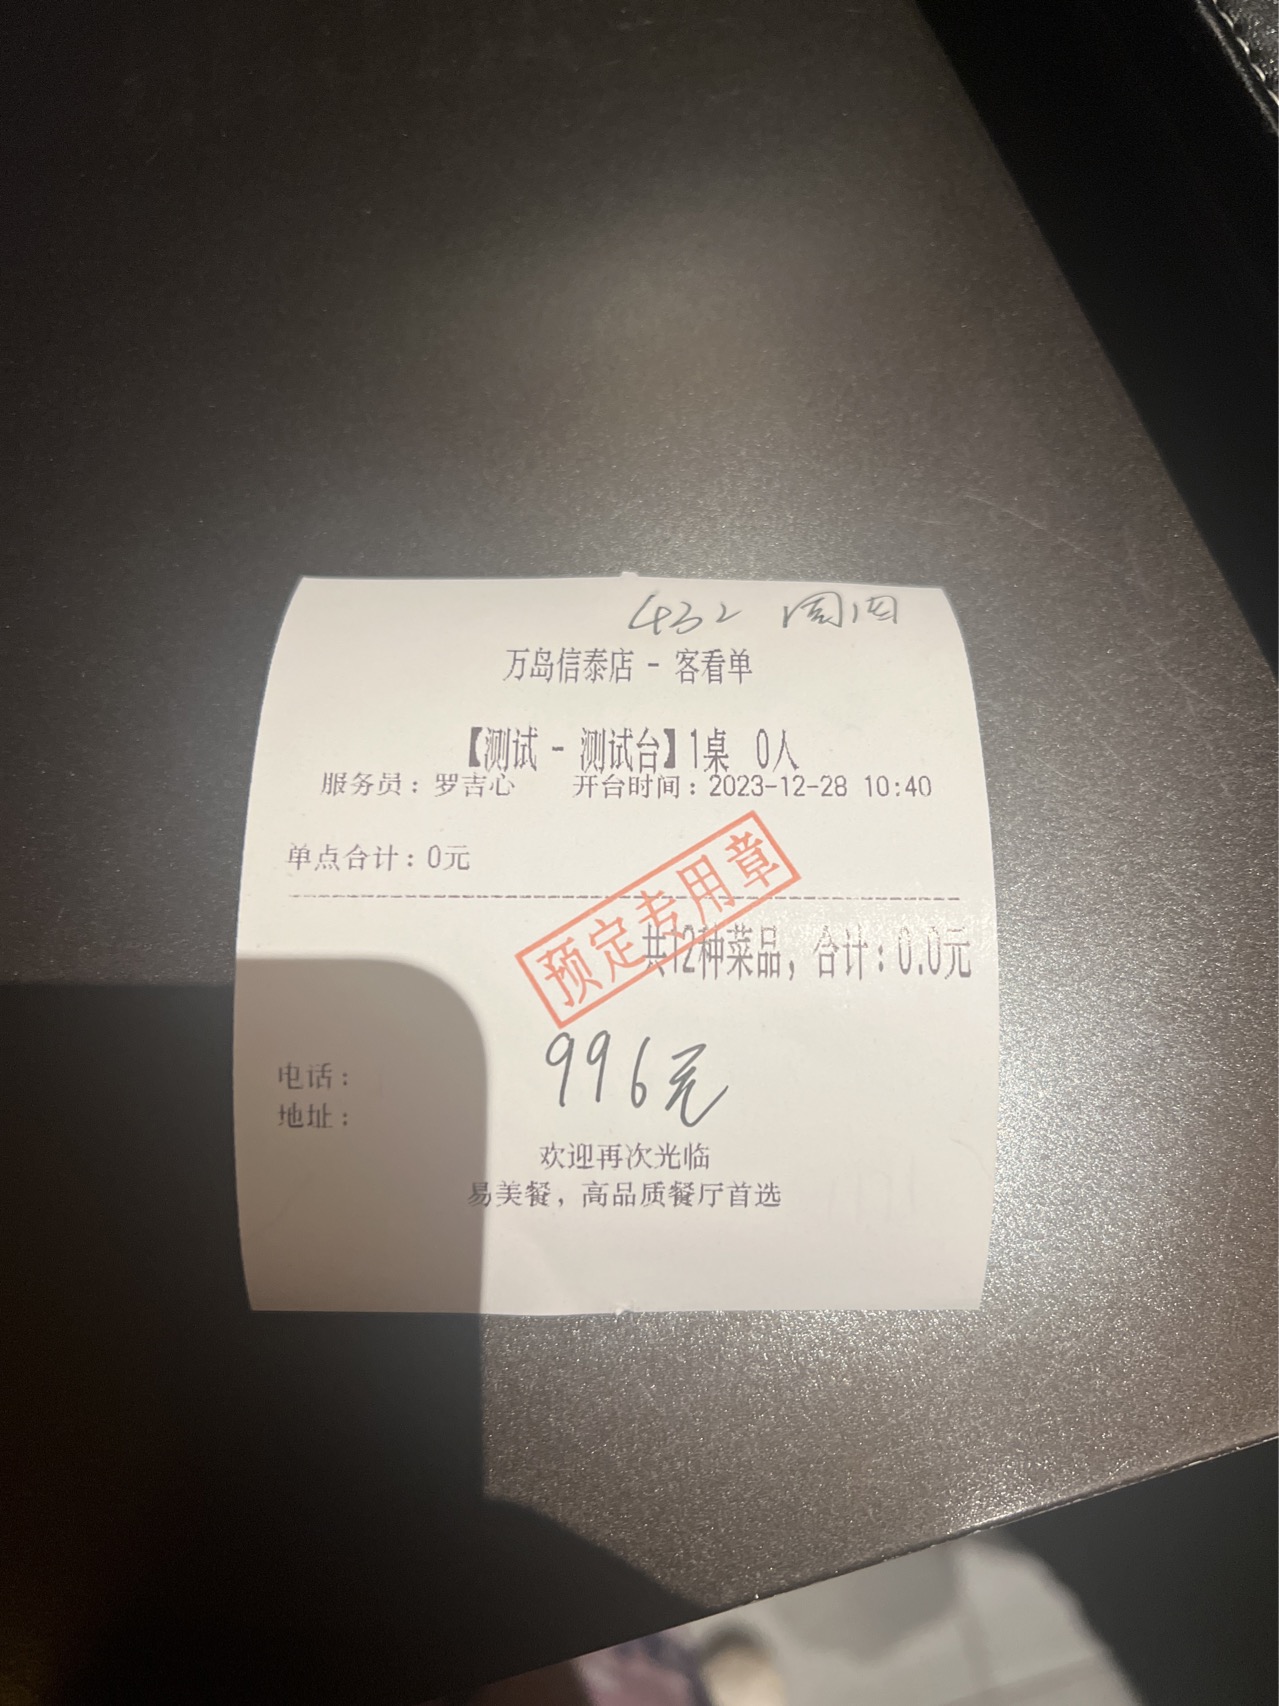 432 周周
万岛信泰店 - 客看单
【测试 - 测试台】1桌 0人
服务员：罗吉心 开台时间：2023-12-28 10:40
单点合计：0元
预定专用章
共12种菜品，合计：0.0元
996元
电话：
地址：
欢迎再次光临
易美餐，高品质餐厅首选